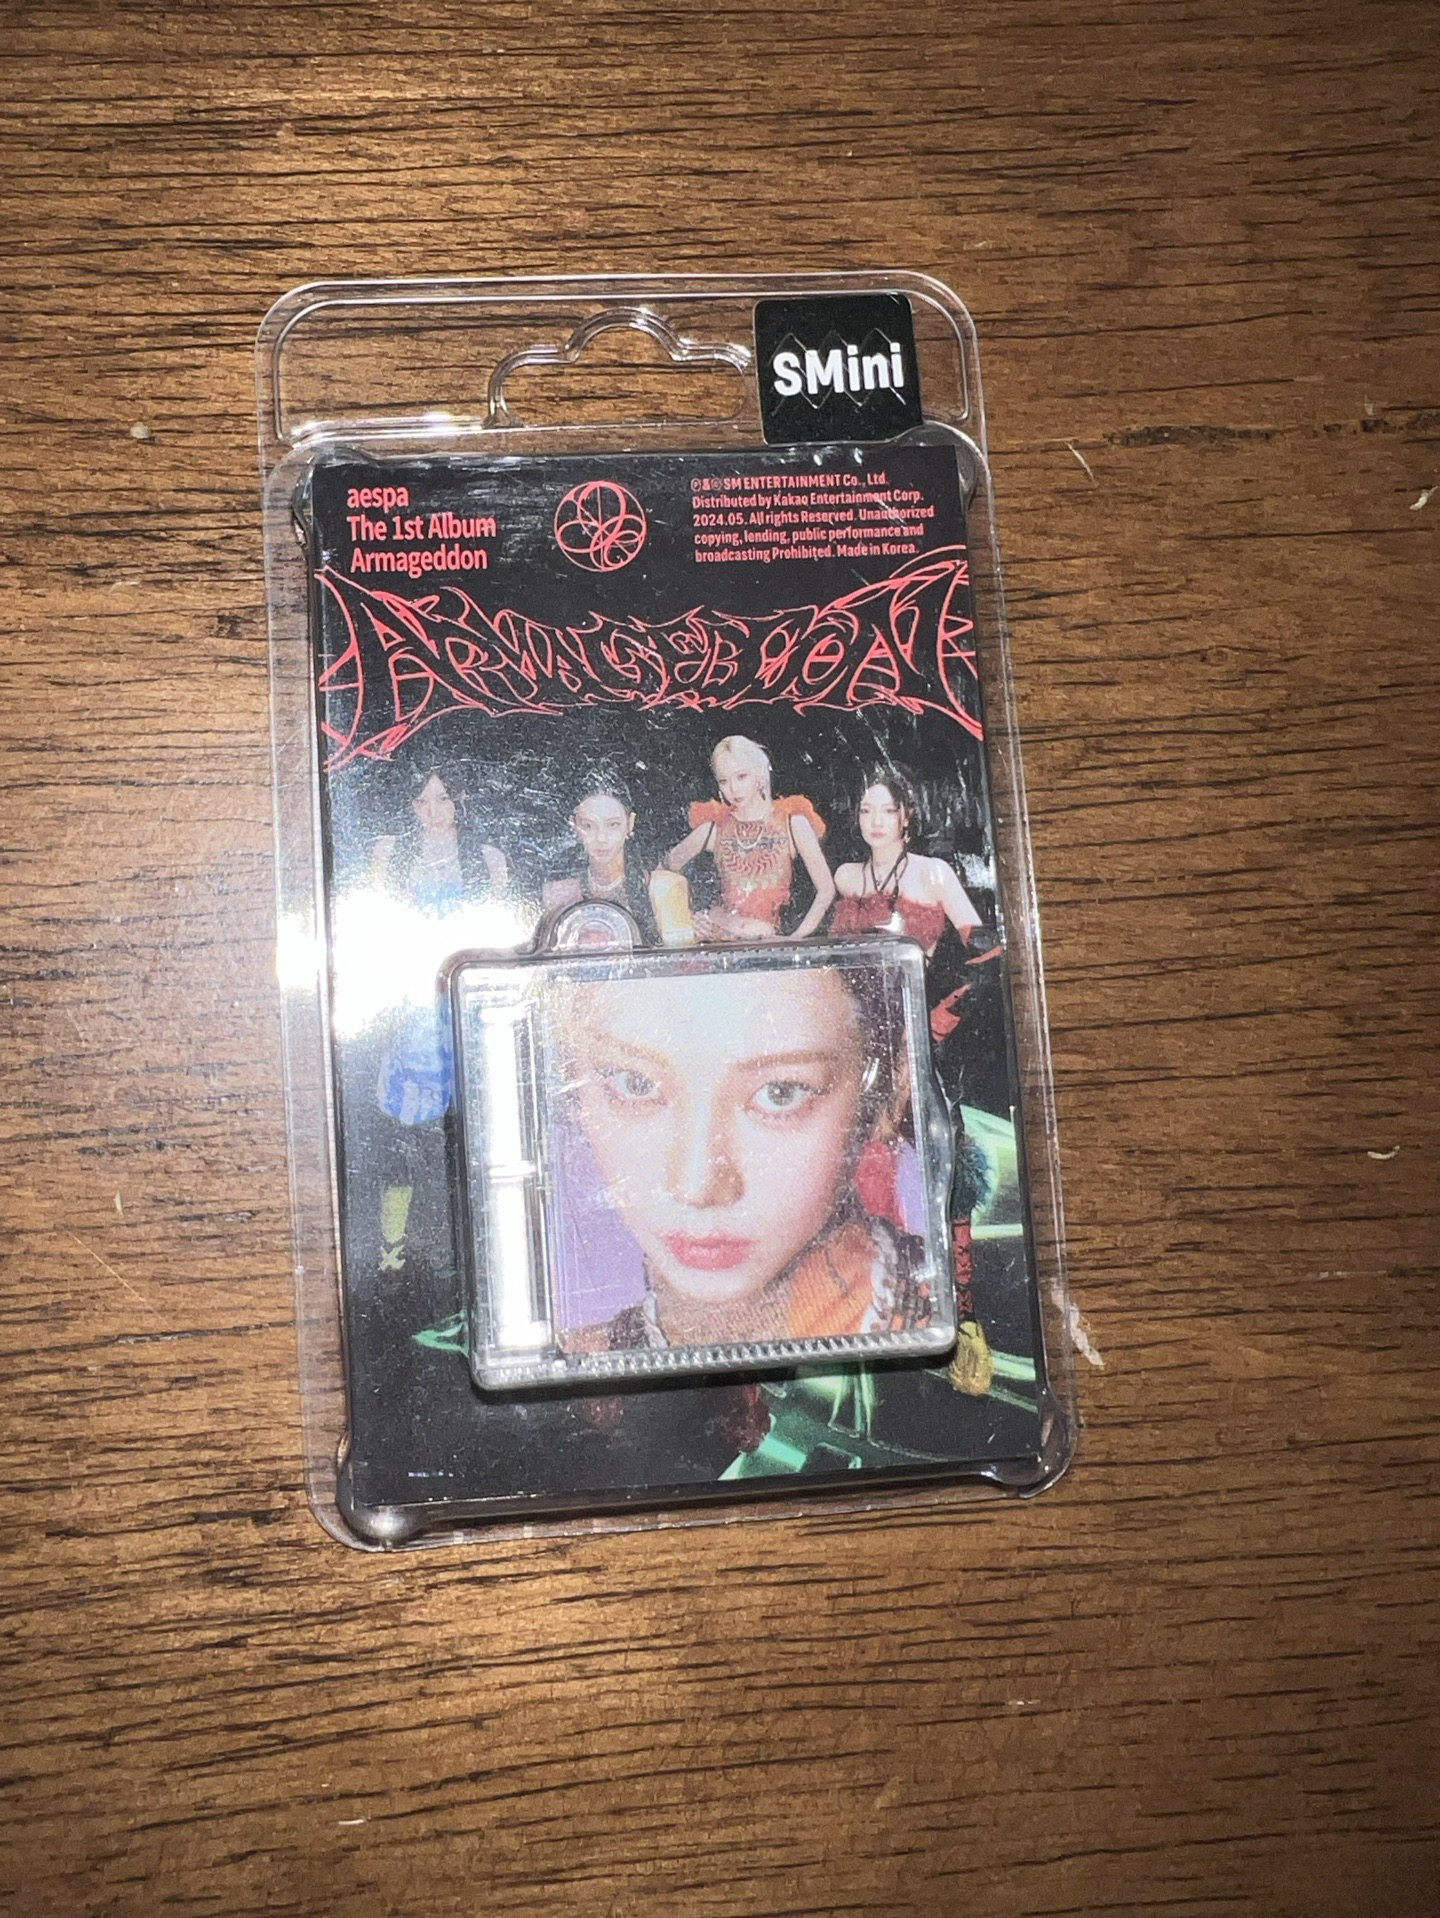 SMini
aespa
The 1st Album
Armageddon
Ⓟ&© SM ENTERTAINMENT Co., Ltd.
Distributed by Kakao Entertainment Corp.
2024.05. All rights Reserved. Unauthorized
copying, lending, public performance and
broadcasting Prohibited. Made in Korea.
ARMAGEDDON